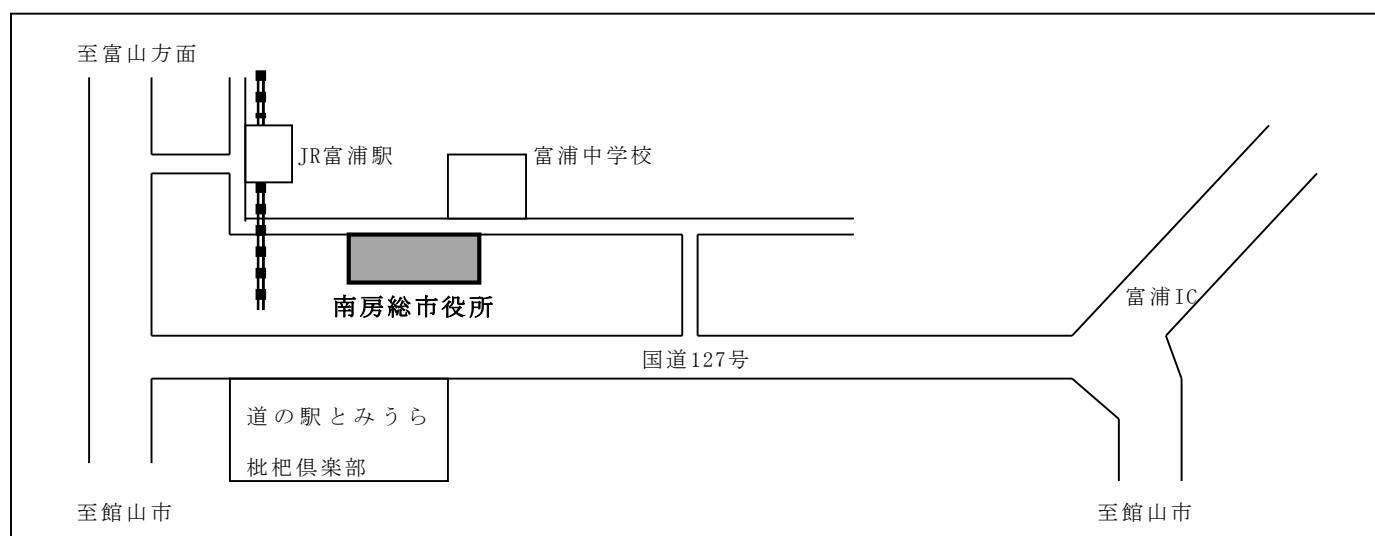 至富山方面
JR富浦駅
富浦中学校
富浦IC
南房総市役所
国道127号
道の駅とみうら
枇杷倶楽部
至館山市
至館山市